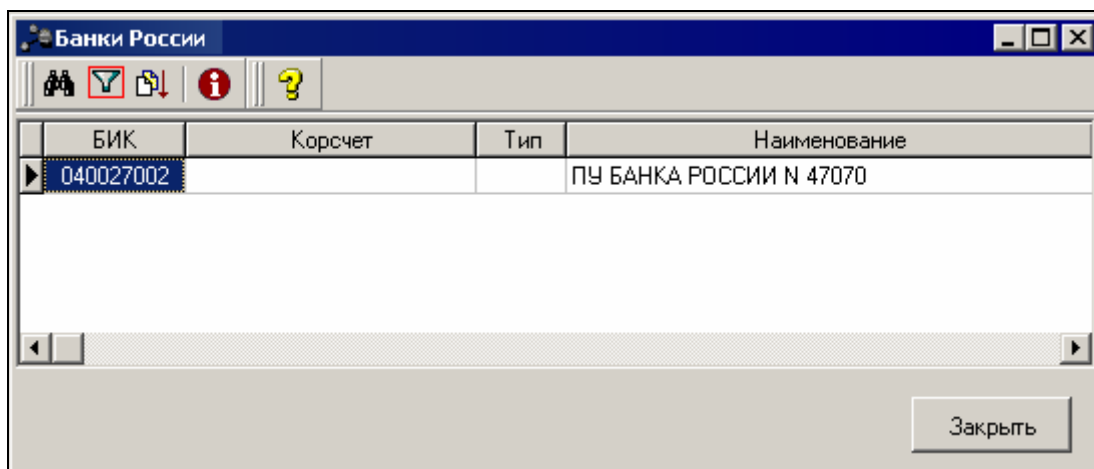 Банки России
БИК Корсчет Тип Наименование
040027002 ПУ БАНКА РОССИИ N 47070
Закрыть